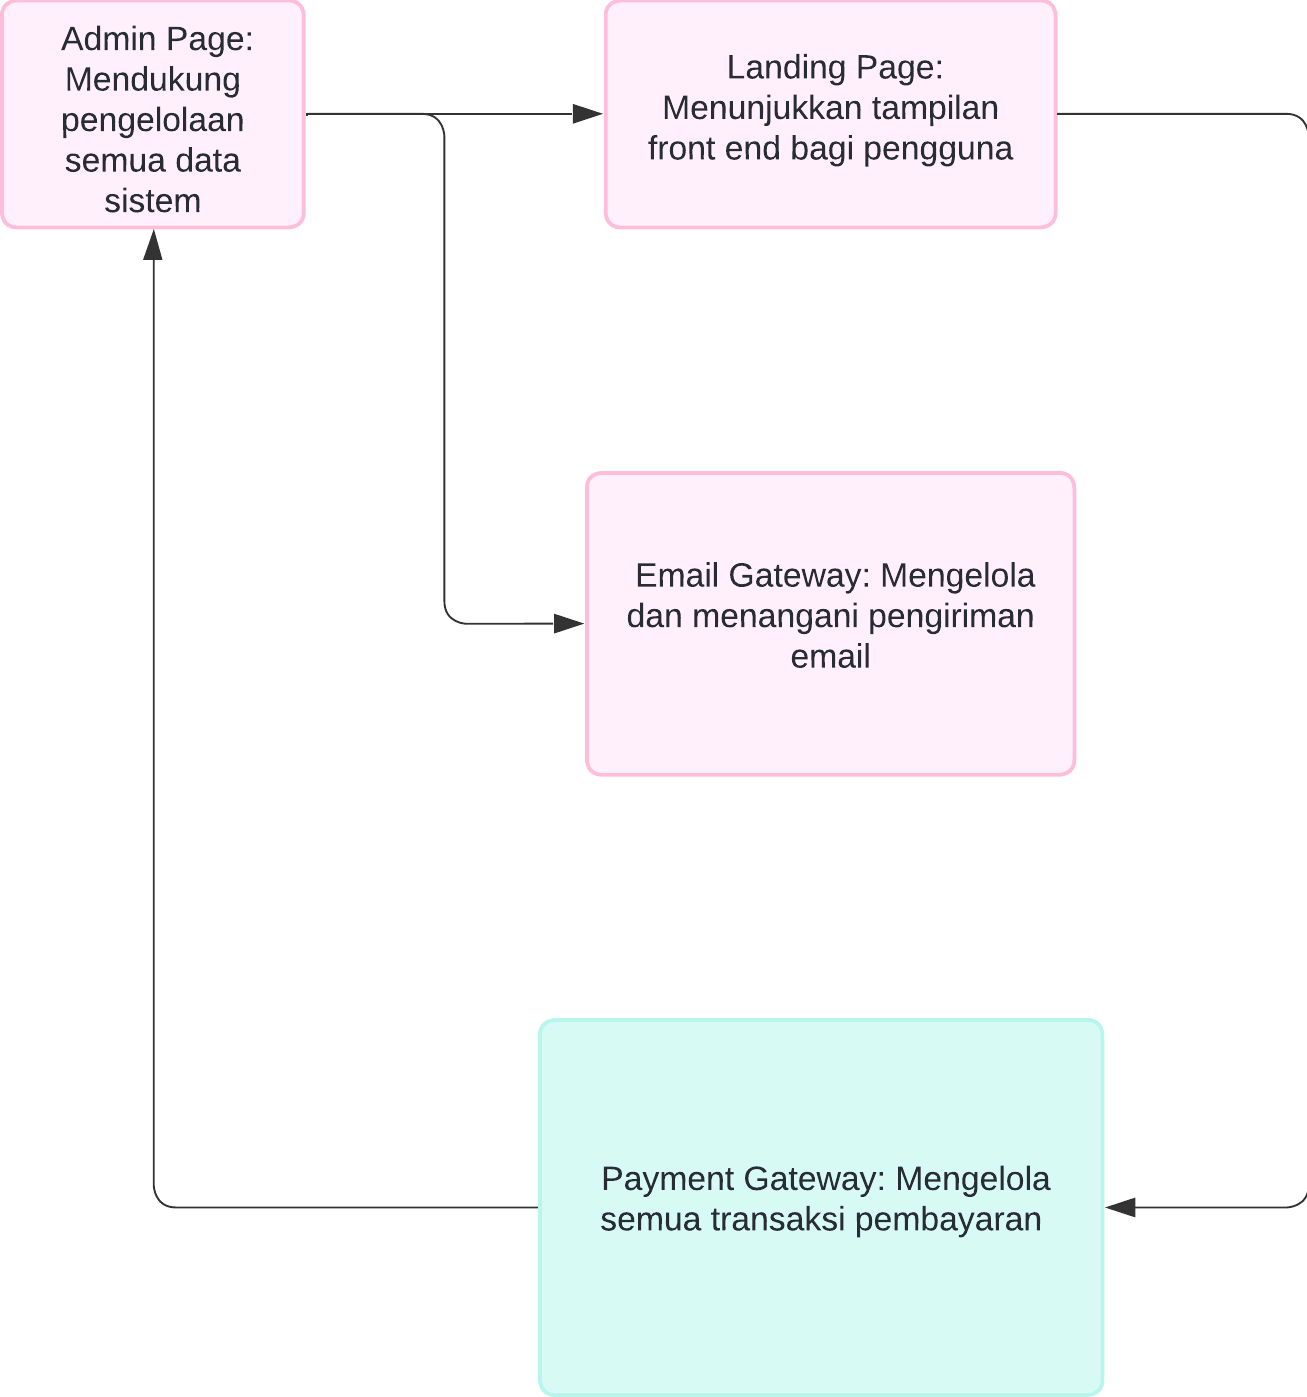 Admin Page:
Mendukung
pengelolaan
semua data
sistem
Landing Page:
Menunjukkan tampilan
front end bagi pengguna
Email Gateway: Mengelola
dan menangani pengiriman
email
Payment Gateway: Mengelola
semua transaksi pembayaran